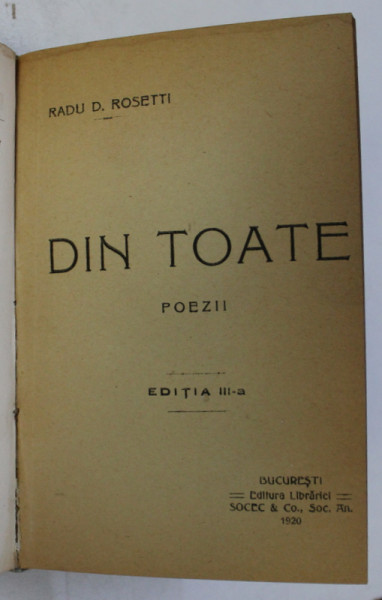 RADU D. ROSETTI
DIN TOATE
POEZII
EDIȚIA III-a
BUCUREȘTI
Editura Librăriei
SOCEC & Co., Soc. An.
1920